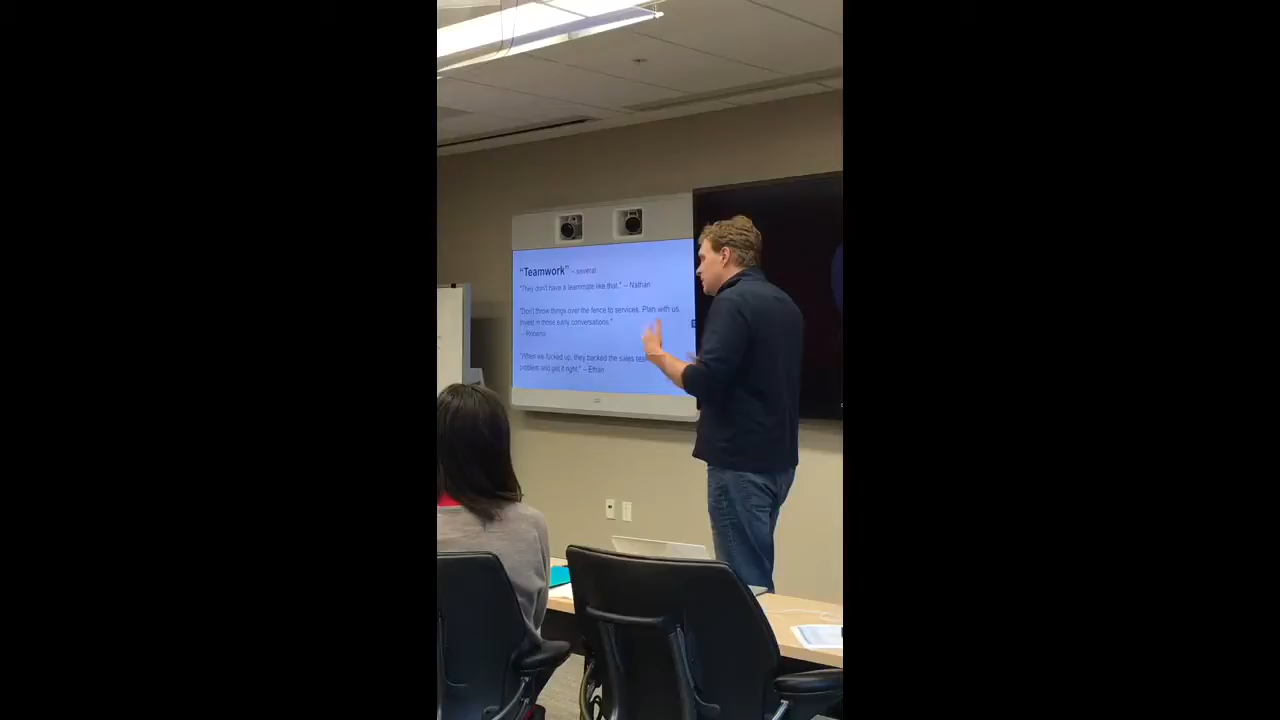 "Teamwork" – several
"They don't have a teammate like that." – Nathan
"Don't throw things over the fence to services. Plan with us.
Invest in those early conversations."
– Roberto
"When we fucked up, they backed the sales
problem and get it right." – Ethan